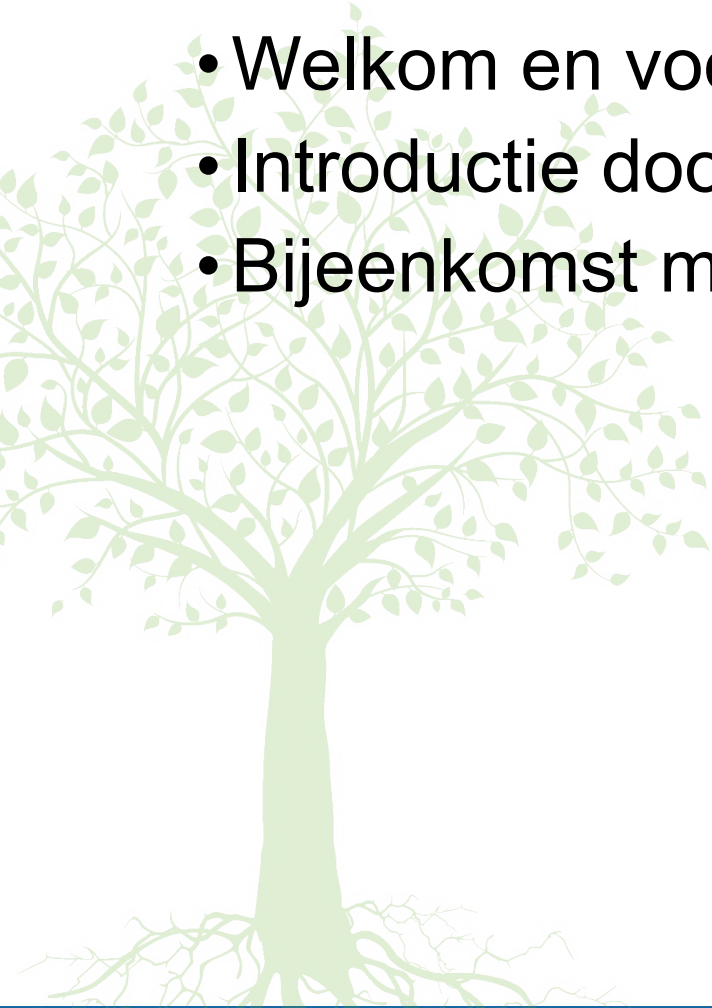 • Welkom en
• Introductie
• Bijeenkomst